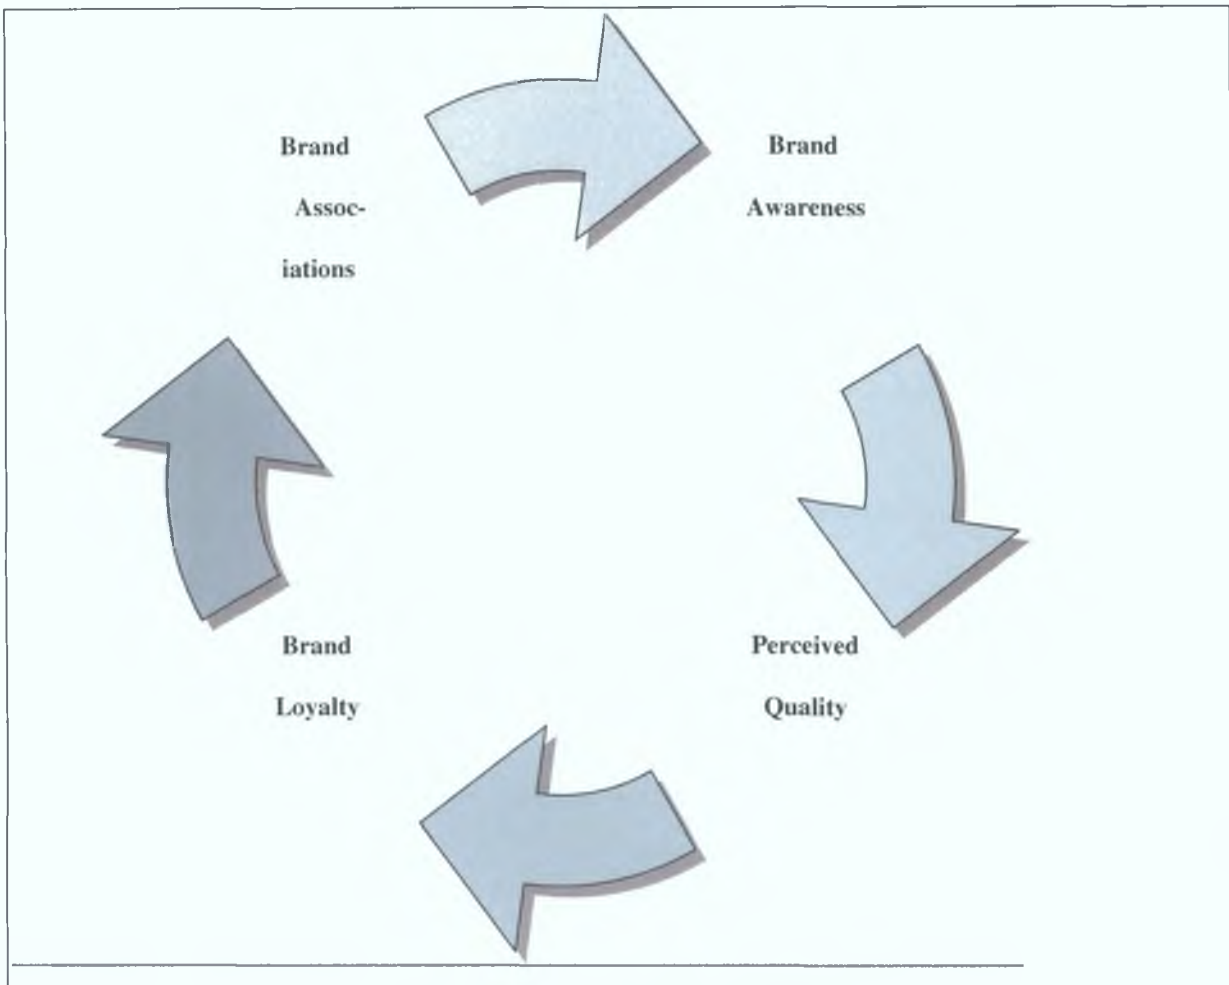 Brand
Assoc-
iations
Brand
Awareness
Brand
Loyalty
Perceived
Quality